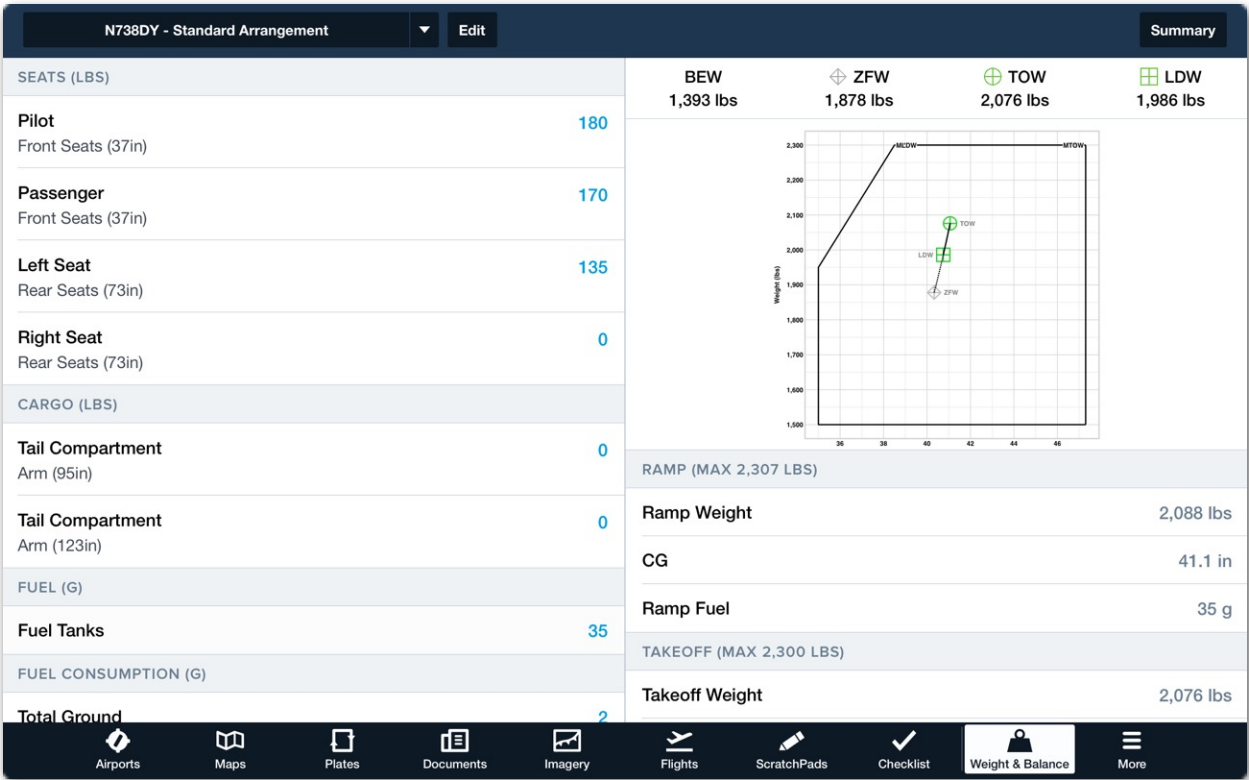 N738DY - Standard Arrangement
Edit
Summary
SEATS (LBS)
Pilot
180
Front Seats (37in)
Passenger
170
Front Seats (37in)
Left Seat
135
Rear Seats (73in)
Right Seat
0
Rear Seats (73in)
CARGO (LBS)
Tail Compartment
0
Arm (95in)
Tail Compartment
0
Arm (123in)
FUEL (G)
Fuel Tanks
35
FUEL CONSUMPTION (G)
Total Ground
2
BEW
1,393 lbs
ZFW
1,878 lbs
TOW
2,076 lbs
LDW
1,986 lbs
2,300
MLDW
MTOW
2,200
2,100
TOW
2,000
LDW
Weight (lbs)
1,900
ZFW
1,800
1,700
1,600
1,500
36 38 40 42 44 46
RAMP (MAX 2,307 LBS)
Ramp Weight
2,088 lbs
CG
41.1 in
Ramp Fuel
35 g
TAKEOFF (MAX 2,300 LBS)
Takeoff Weight
2,076 lbs
Airports
Maps
Plates
Documents
Imagery
Flights
ScratchPads
Checklist
Weight & Balance
More